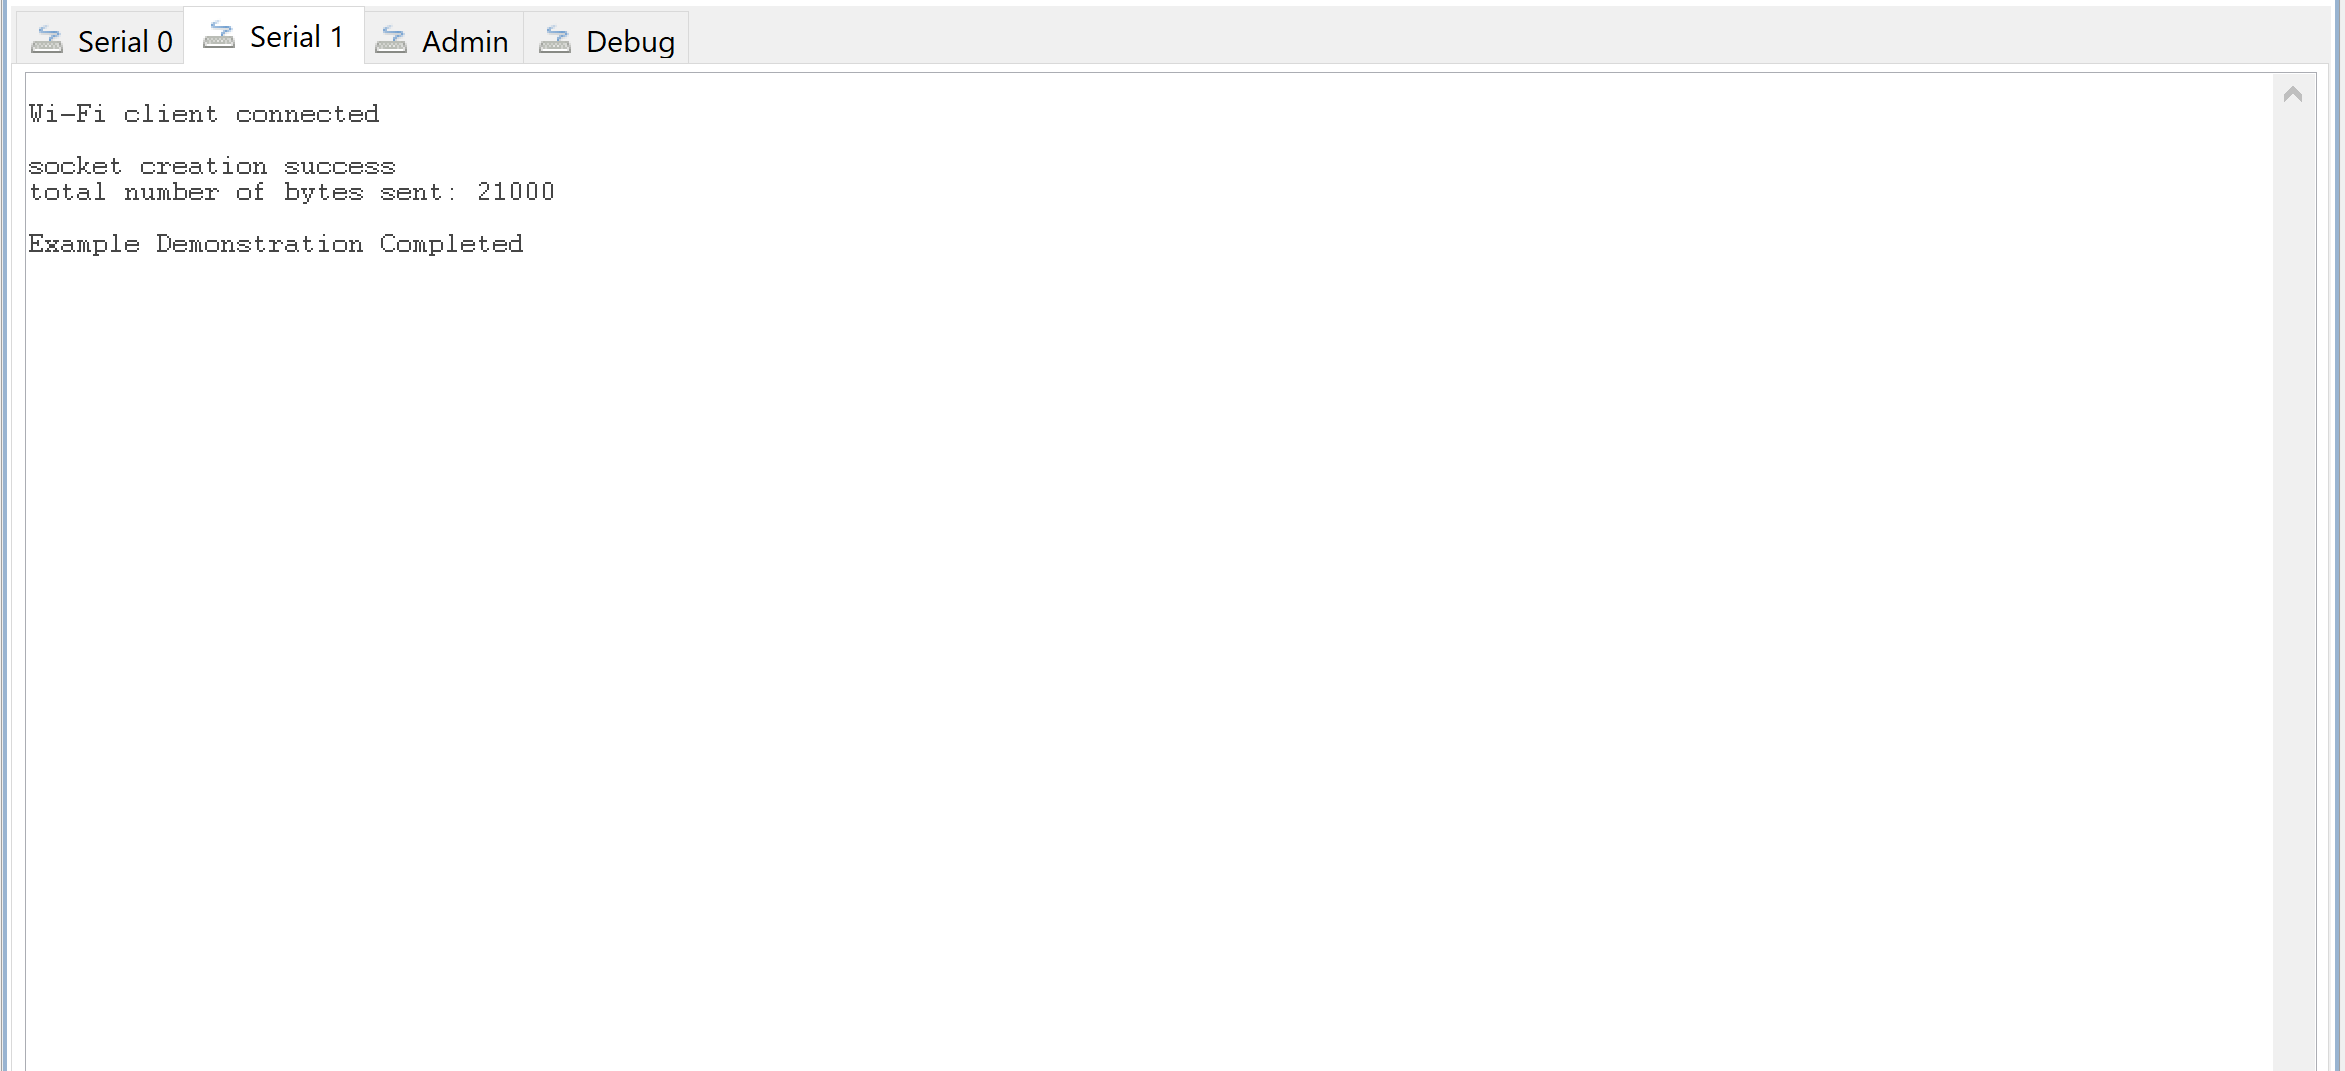 Serial 0
Serial 1
Admin
Debug
Wi-Fi client connected
socket creation success
total number of bytes sent: 21000
Example Demonstration Completed